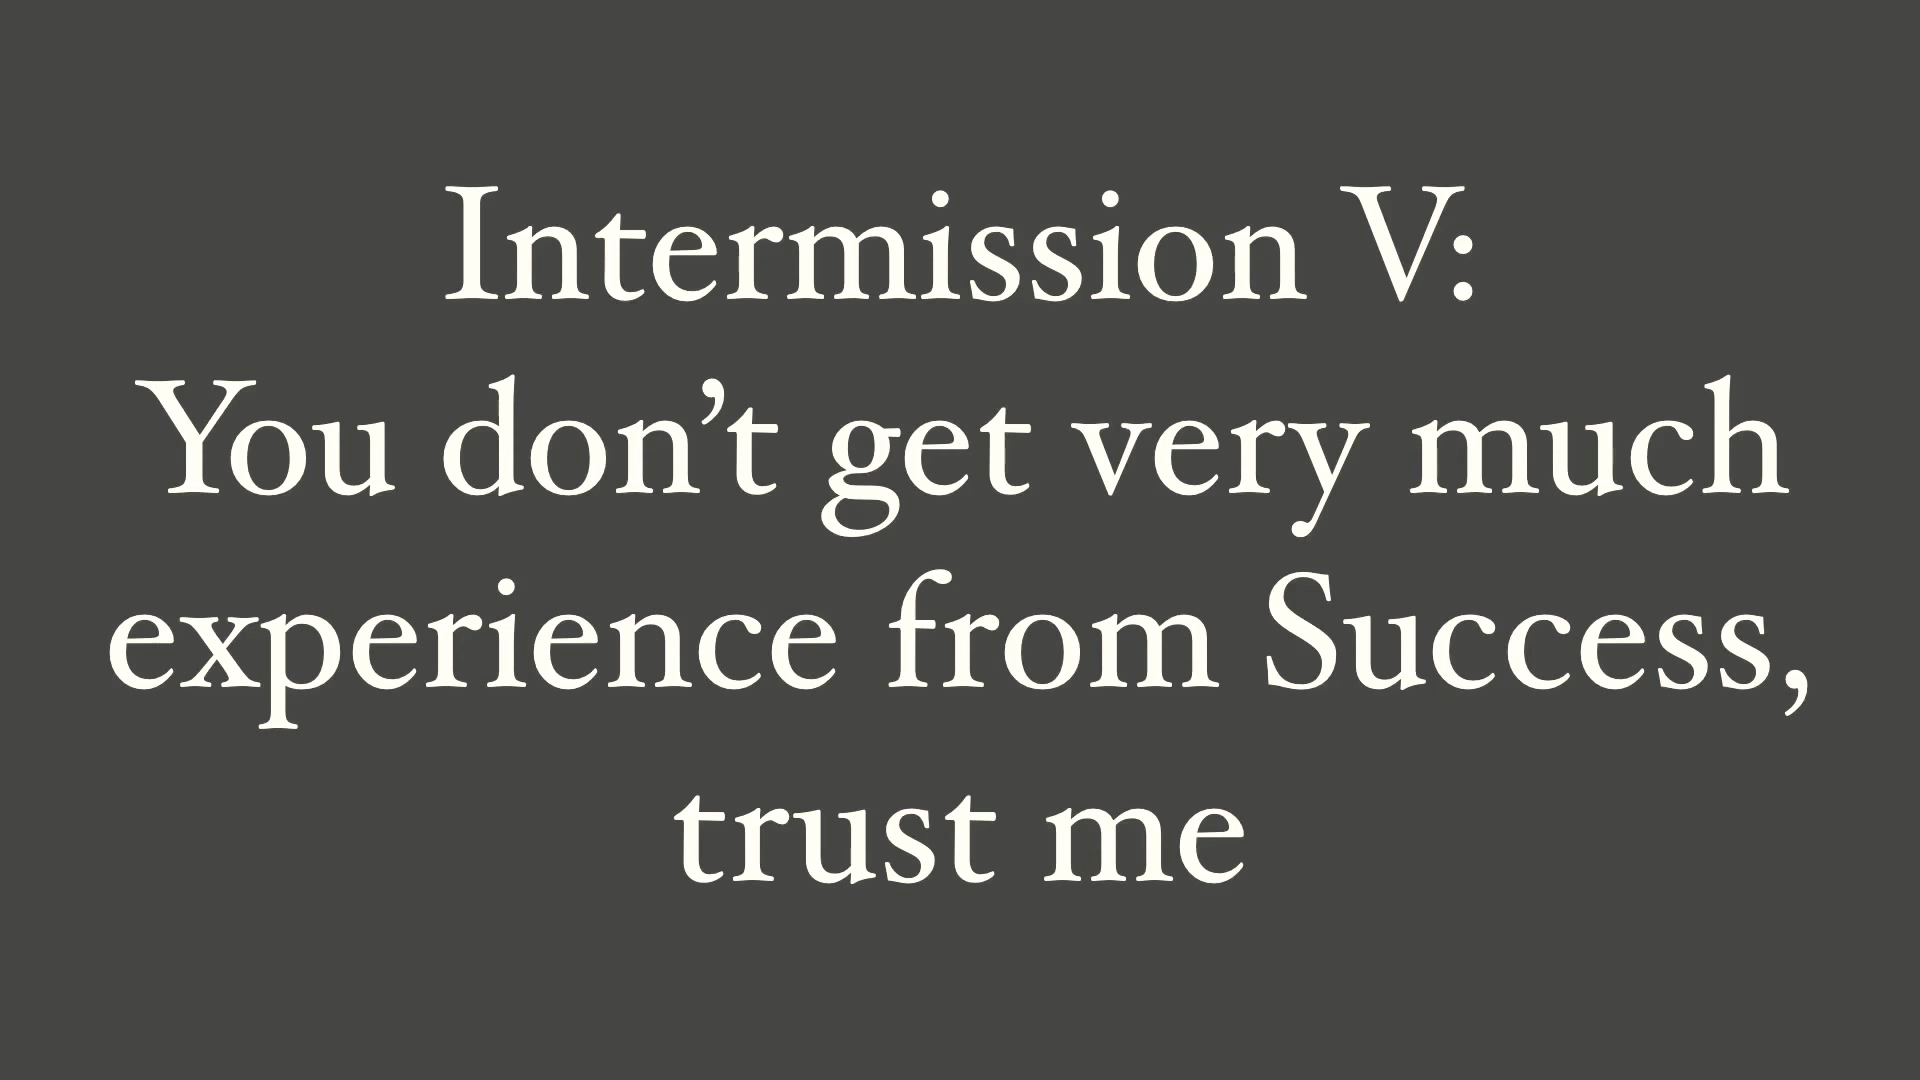 Intermission V:
You don’t get very much
experience from Success,
trust me